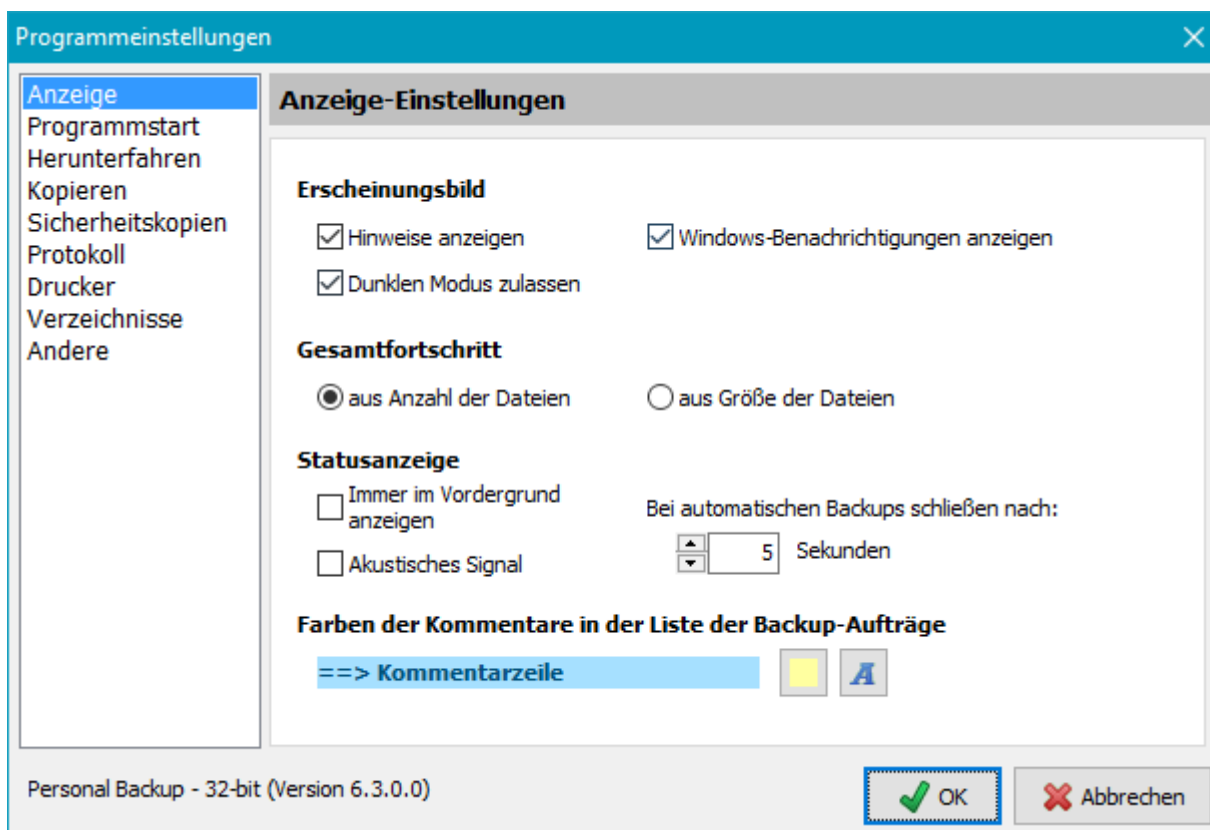 Programmeinstellungen
Anzeige
Programmstart
Herunterfahren
Kopieren
Sicherheitskopien
Protokoll
Drucker
Verzeichnisse
Andere
Anzeige-Einstellungen
Erscheinungsbild
Hinweise anzeigen
Windows-Benachrichtigungen anzeigen
Dunklen Modus zulassen
Gesamtfortschritt
aus Anzahl der Dateien
aus Größe der Dateien
Statusanzeige
Immer im Vordergrund
anzeigen
Akustisches Signal
Bei automatischen Backups schließen nach:
5 Sekunden
Farben der Kommentare in der Liste der Backup-Aufträge
==> Kommentarzeile
A
Personal Backup - 32-bit (Version 6.3.0.0)
OK
Abbrechen